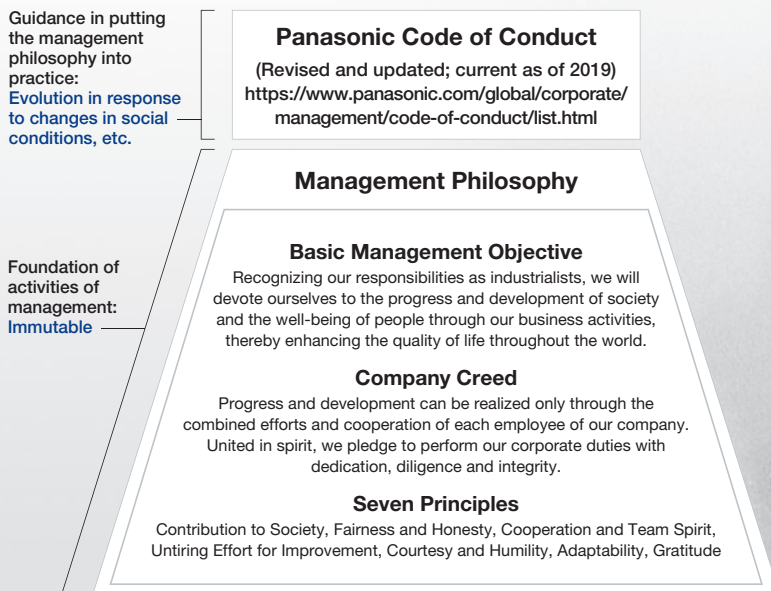 Guidance in putting
the management
philosophy into
practice:
Evolution in response
to changes in social
conditions, etc.
Panasonic Code of Conduct
(Revised and updated; current as of 2019)
https://www.panasonic.com/global/corporate/
management/code-of-conduct/list.html
Management Philosophy
Foundation of
activities of
management:
Immutable
Basic Management Objective
Recognizing our responsibilities as industrialists, we will
devote ourselves to the progress and development of society
and the well-being of people through our business activities,
thereby enhancing the quality of life throughout the world.
Company Creed
Progress and development can be realized only through the
combined efforts and cooperation of each employee of our company.
United in spirit, we pledge to perform our corporate duties with
dedication, diligence and integrity.
Seven Principles
Contribution to Society, Fairness and Honesty, Cooperation and Team Spirit,
Untiring Effort for Improvement, Courtesy and Humility, Adaptability, Gratitude